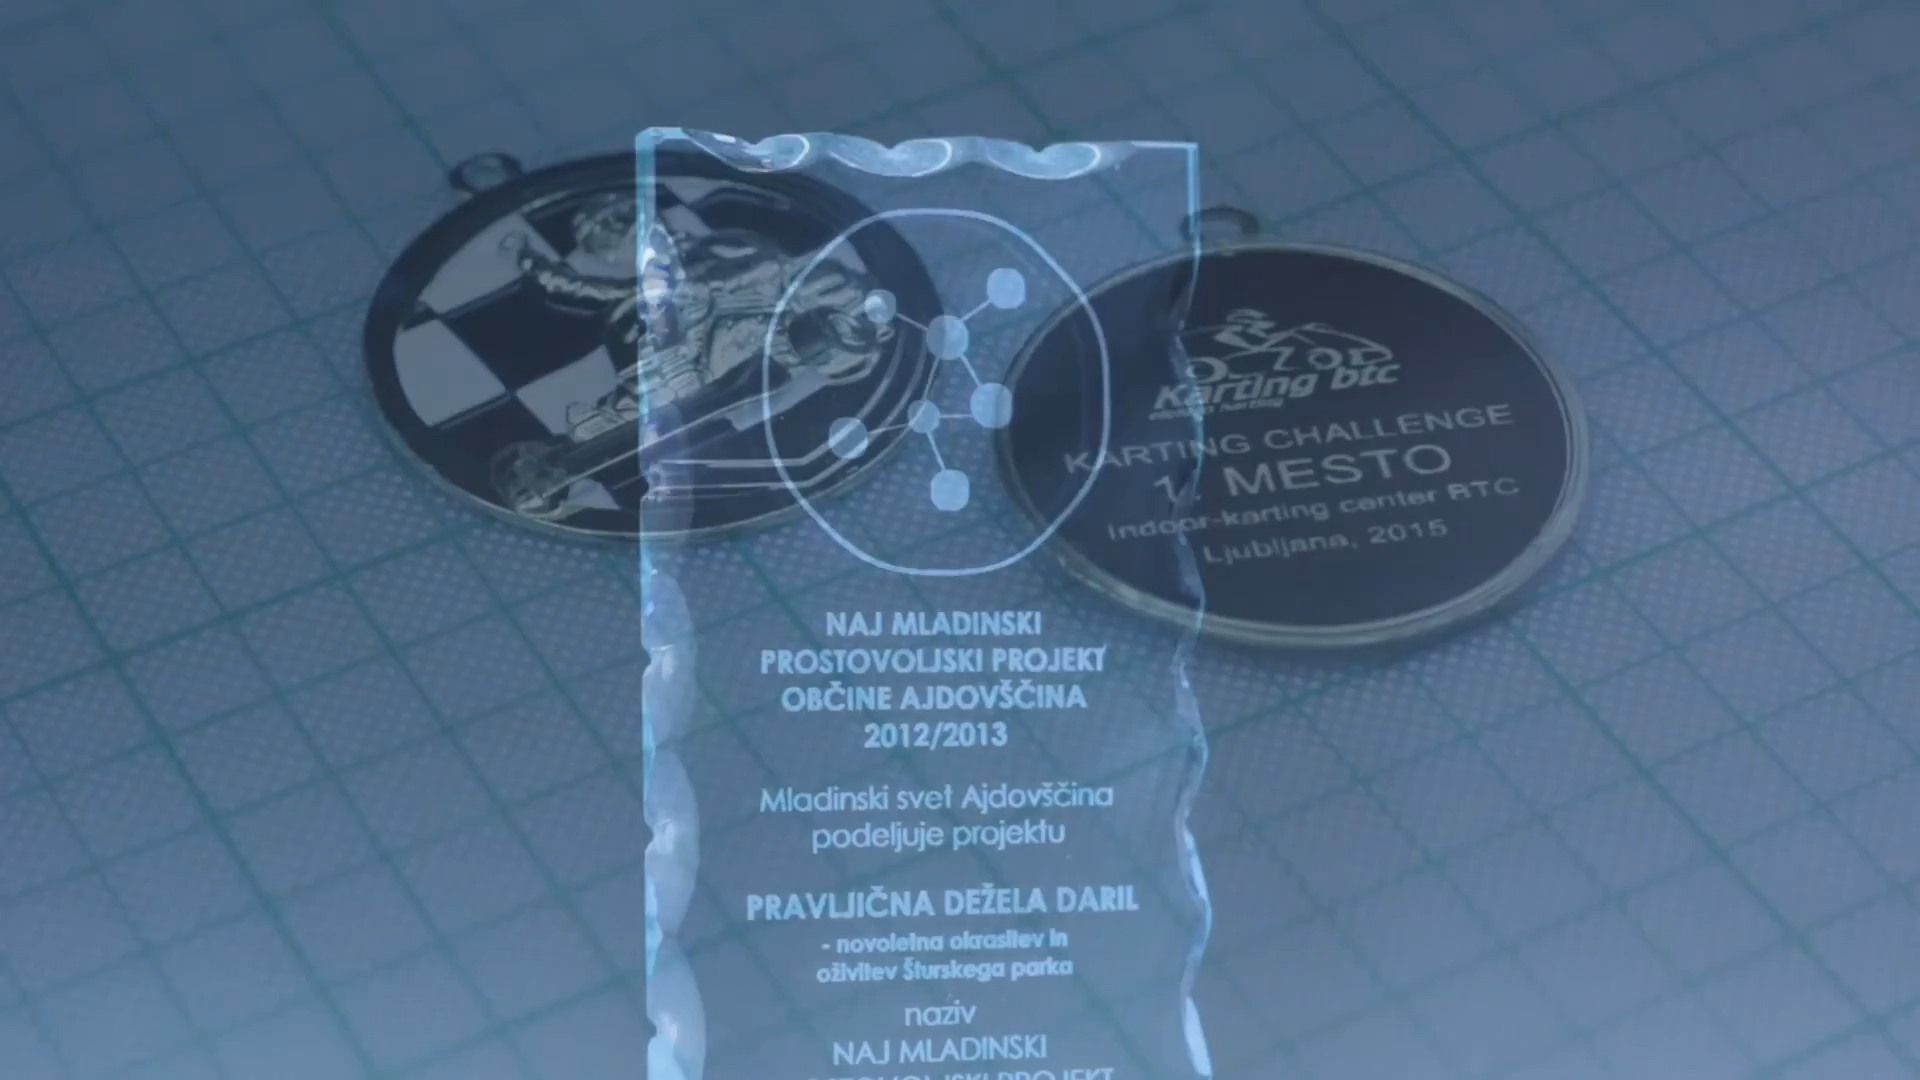 Karting btc
KARTING CHALLENGE
1. MESTO
Indoor-karting center BTC
Ljubljana, 2015
NAJ MLADINSKI
PROSTOVOLJSKI PROJEKT
OBČINE AJDOVŠČINA
2012/2013
Mladinski svet Ajdovščina
podeljuje projektu
PRAVLJIČNA DEŽELA DARIL
- novoletna okrasitev in
oživitev Šturskega parka
naziv
NAJ MLADINSKI
PROJEKT